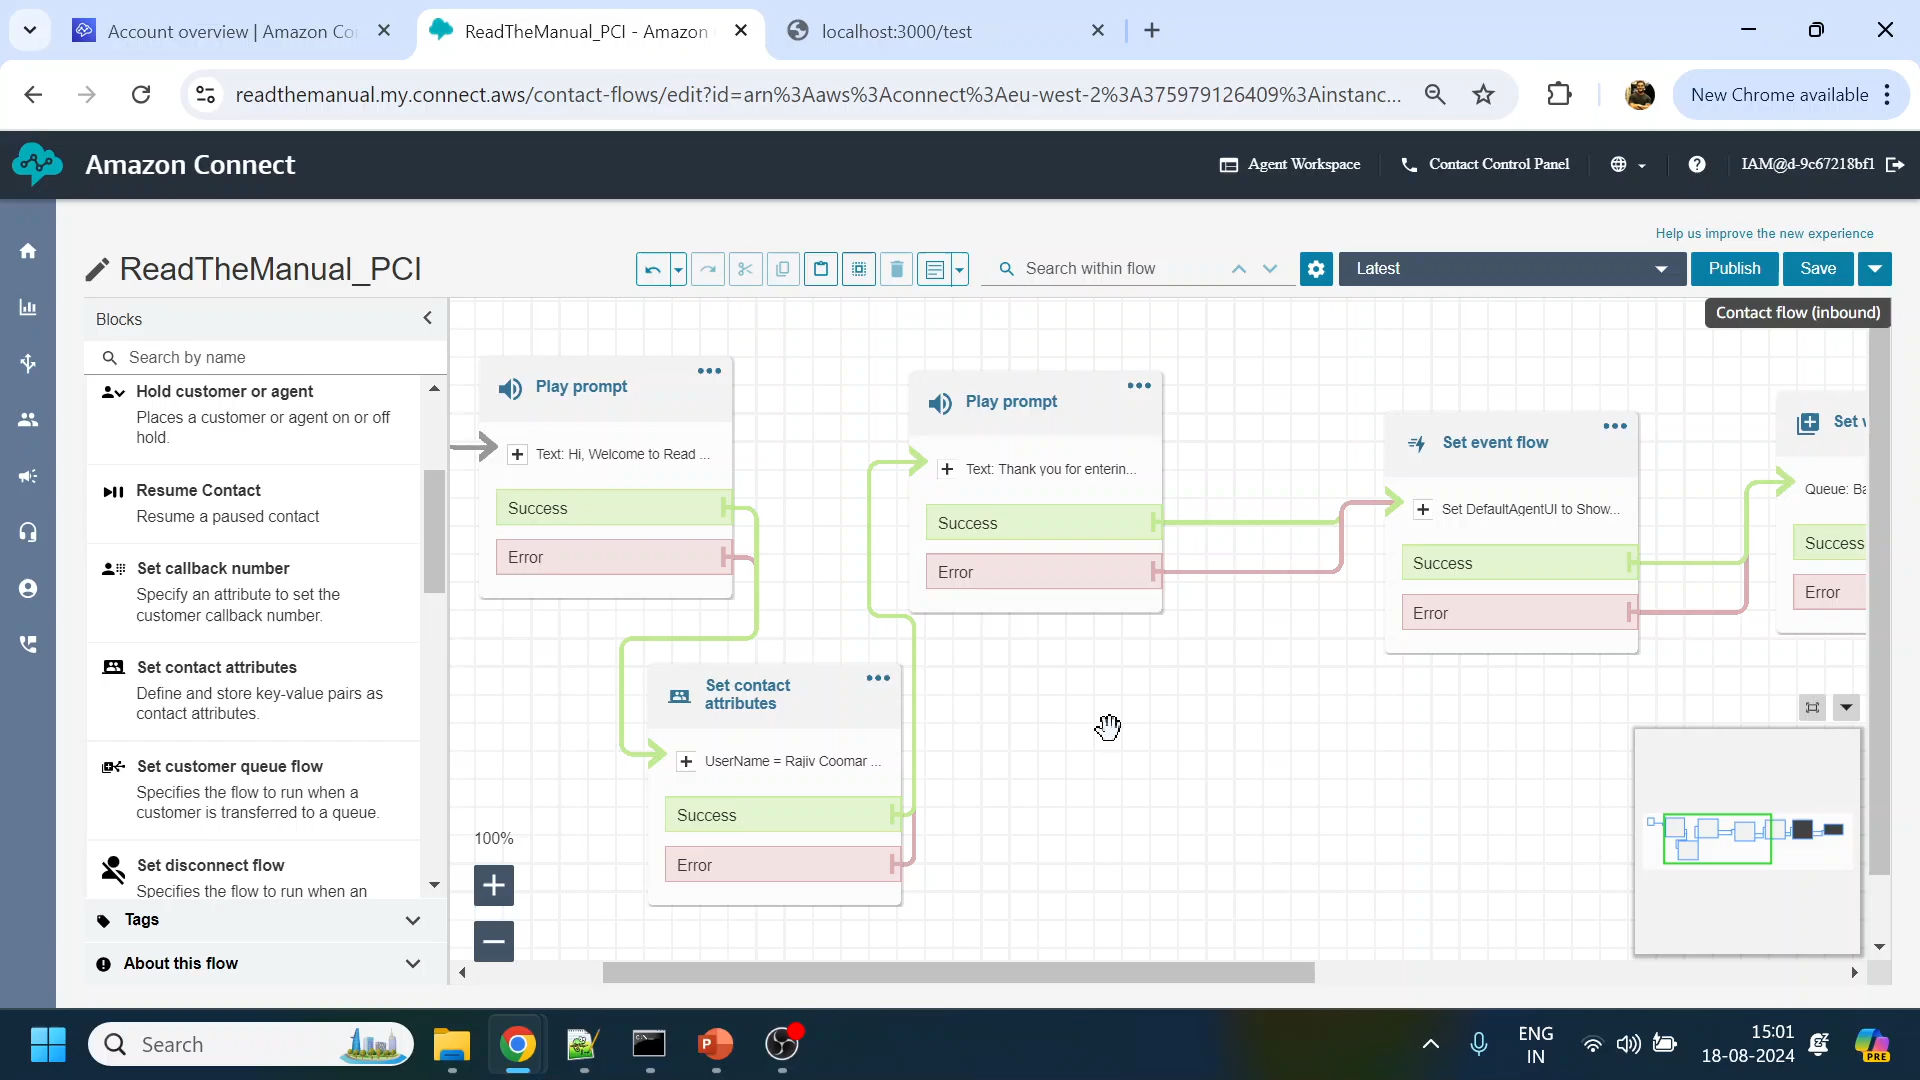 Account overview | Amazon Co
ReadTheManual_PCI - Amazon
localhost:3000/test
readthemanual.my.connect.aws/contact-flows/edit?id=arn%3Aaws%3Aconnect%3Aeu-west-2%3A375979126409%3Ainstanc...
New Chrome available
Amazon Connect
Agent Workspace
Contact Control Panel
IAM@d-9c67218bf1
Help us improve the new experience
ReadTheManual_PCI
Search within flow
Latest
Publish
Save
Contact flow (inbound)
Blocks
Search by name
Hold customer or agent
Places a customer or agent on or off
hold.
Resume Contact
Resume a paused contact
Set callback number
Specify an attribute to set the
customer callback number.
Set contact attributes
Define and store key-value pairs as
contact attributes.
Set customer queue flow
Specifies the flow to run when a
customer is transferred to a queue.
Set disconnect flow
Specifies the flow to run when an
Tags
About this flow
Play prompt
Text: Hi, Welcome to Read ...
Success
Error
Play prompt
Text: Thank you for enterin...
Success
Error
Set event flow
Set DefaultAgentUI to Show...
Success
Error
Set w
Queue: Ba
Success
Error
Set contact
attributes
UserName = Rajiv Coomar ...
Success
Error
100%
Search
ENG
IN
15:01
18-08-2024
PRE